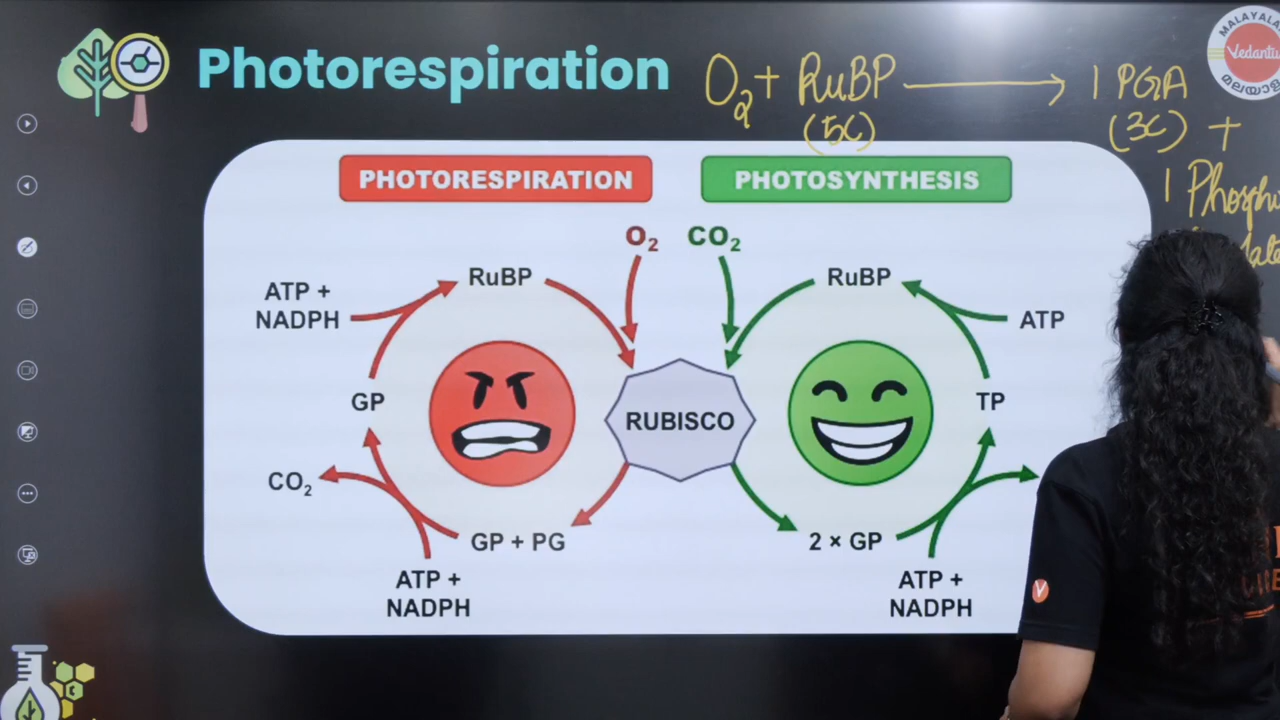 Photorespiration
O₂ + RuBP → 1 PGA
(5C) (3C) +
1
MALAYALAM
Vedantu
PHOTORESPIRATION
PHOTOSYNTHESIS
O₂
CO₂
RuBP
ATP +
NADPH
GP
CO₂
GP + PG
ATP +
NADPH
RUBISCO
RuBP
ATP
TP
2 × GP
ATP +
NADPH
V